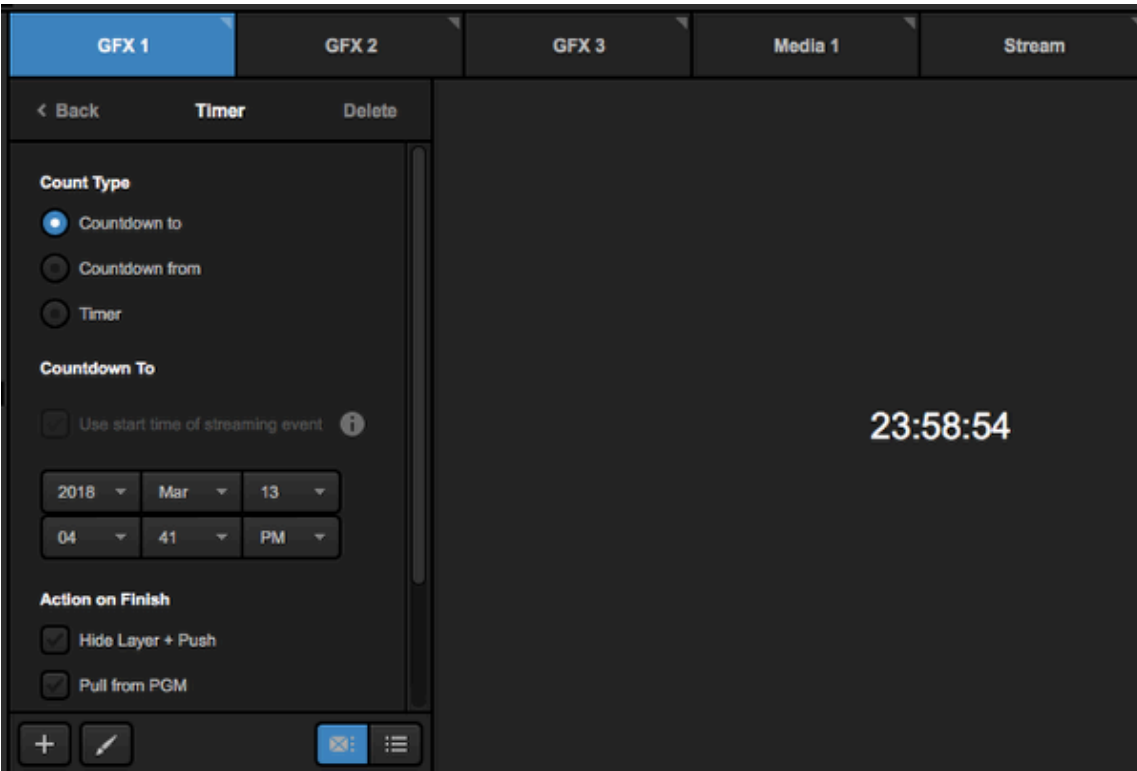 GFX 1 GFX 2 GFX 3 Media 1 Stream
< Back Timer Delete
Count Type
Countdown to
Countdown from
Timer
Countdown To
Use start time of streaming event
2018 Mar 13
04 41 PM
23:58:54
Action on Finish
Hide Layer + Push
Pull from PGM